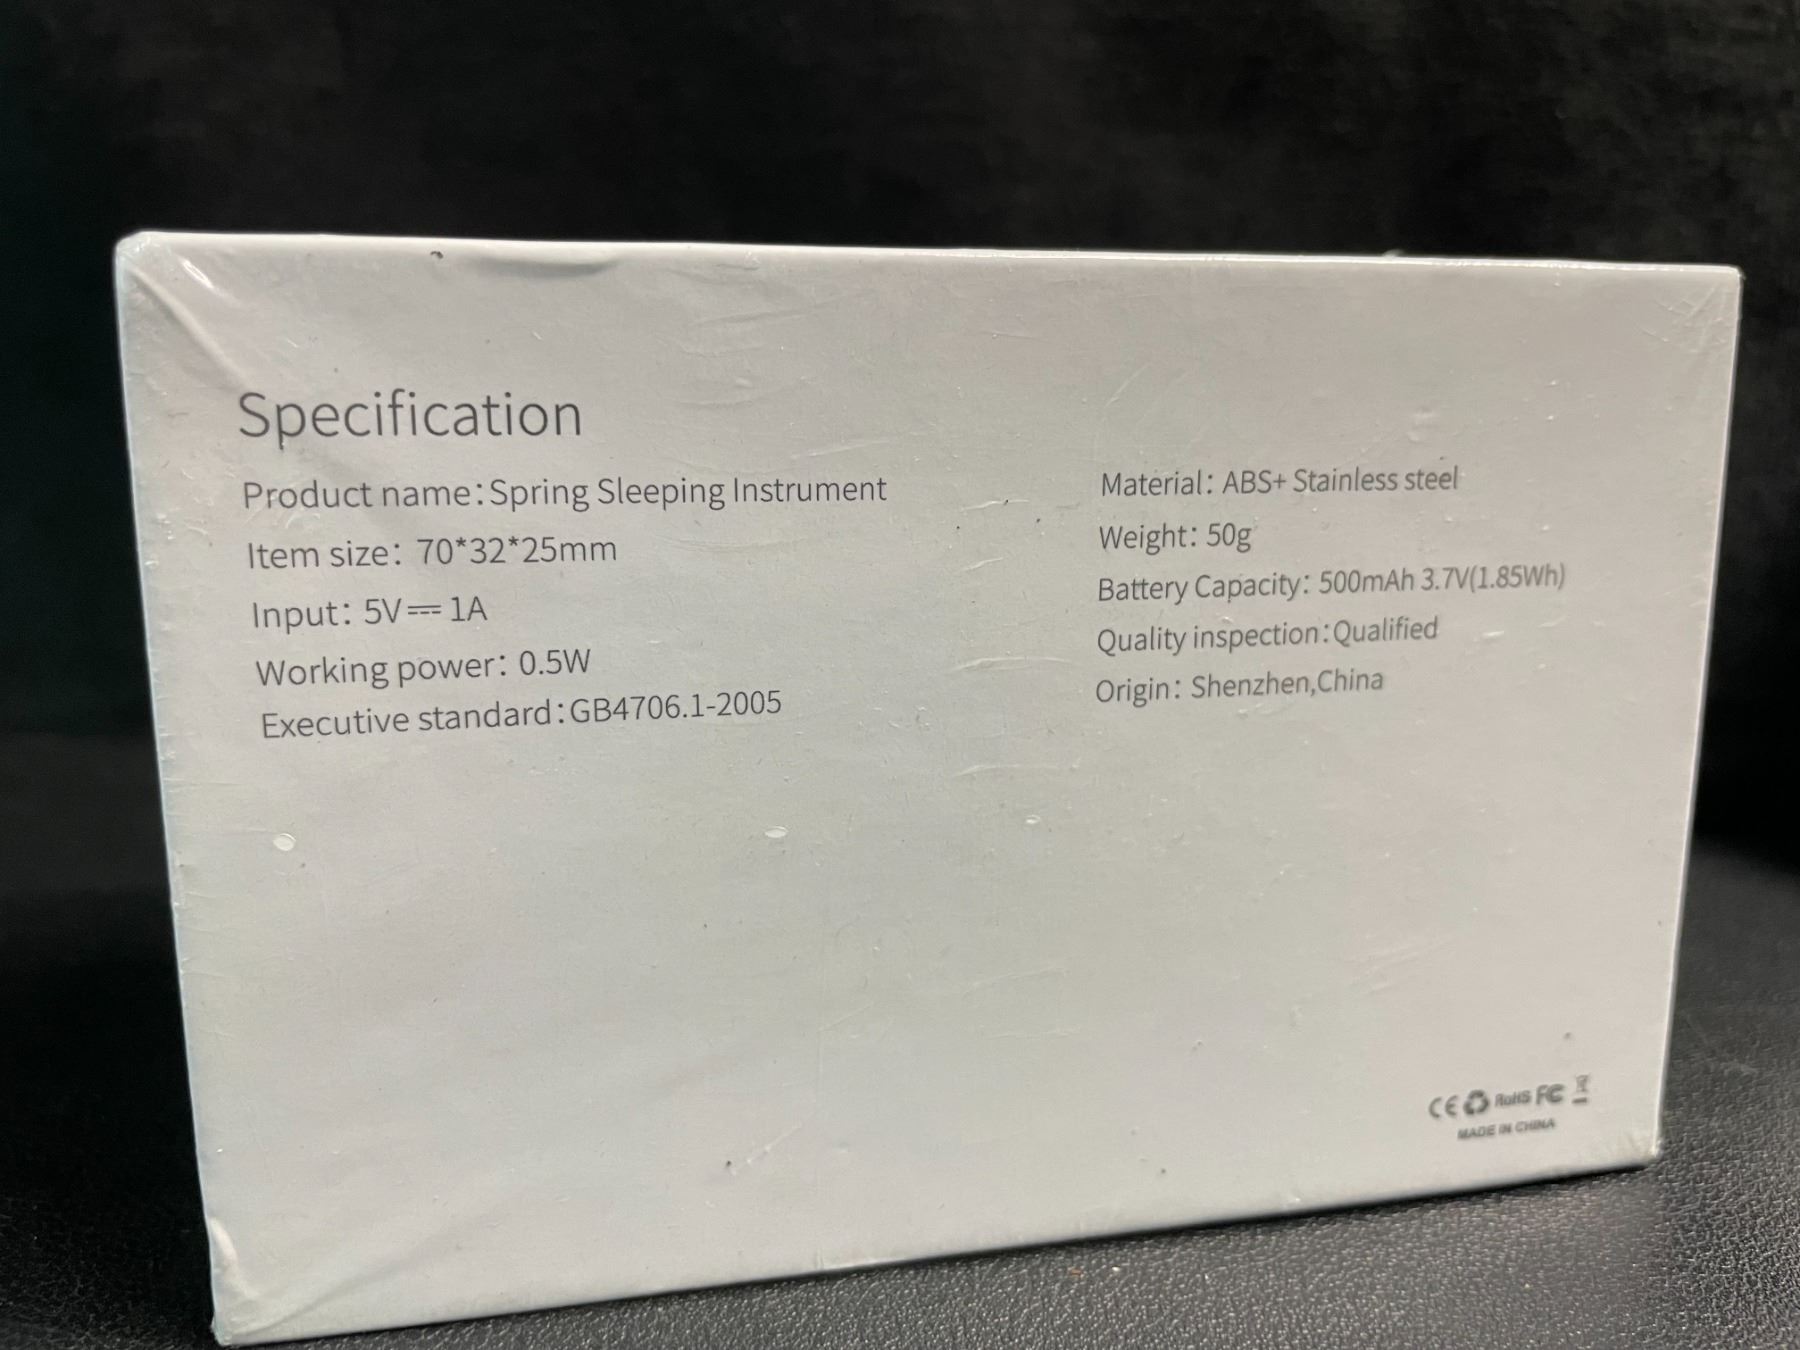 Specification
Product name:Spring Sleeping Instrument
Item size: 70*32*25mm
Input: 5V⎓1A
Working power: 0.5W
Executive standard:GB4706.1-2005
Material: ABS+ Stainless steel
Weight: 50g
Battery Capacity: 500mAh 3.7V(1.85Wh)
Quality inspection:Qualified
Origin: Shenzhen,China
CE RoHS FC
MADE IN CHINA